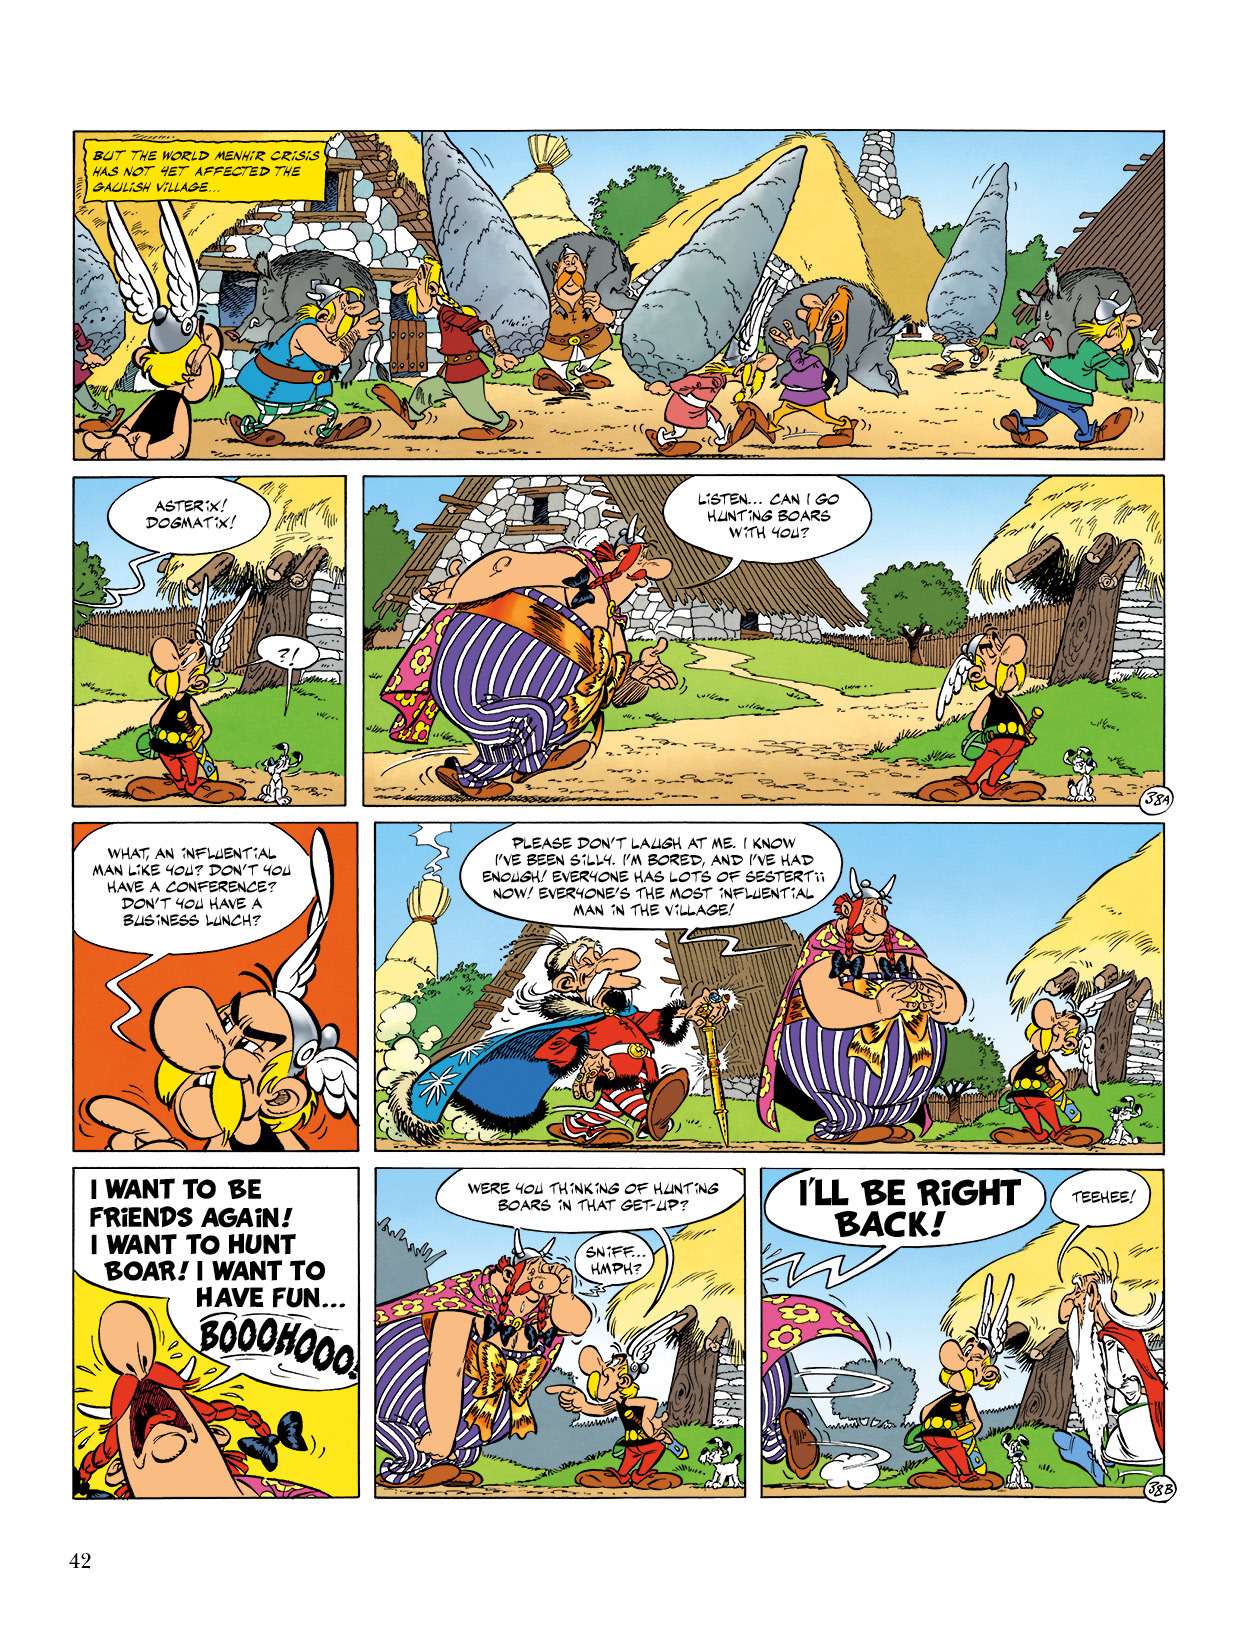 BUT THE WORLD MENHIR CRISIS
HAS NOT YET AFFECTED THE
GAULISH VILLAGE...
ASTERiX!
DOGMATiX!
?!
LiSTEN... CAN I GO
HUNTiNG BOARS
WiTH YOU?
38A
WHAT, AN iNFLUENTiAL
MAN LiKE YOU? DON'T YOU
HAVE A CONFERENCE?
DON'T YOU HAVE A
BUSiNESS LUNCH?
PLEASE DON'T LAUGH AT ME. I KNOW
I'VE BEEN SiLLY. I'M BORED, AND I'VE HAD
ENOUGH! EVERYONE HAS LOTS OF SESTERTii
NOW! EVERYONE'S THE MOST iNFLUENTiAL
MAN iN THE ViLLAGE!
I WANT TO BE
FRiENDS AGAiN!
I WANT TO HUNT
BOAR! I WANT TO
HAVE FUN...
BOOOHOOO!
WERE YOU THiNKiNG OF HUNTiNG
BOARS iN THAT GET-UP?
SNiFF...
HMPH?
I'LL BE RiGHT
BACK!
TEEHEE!
38B
42